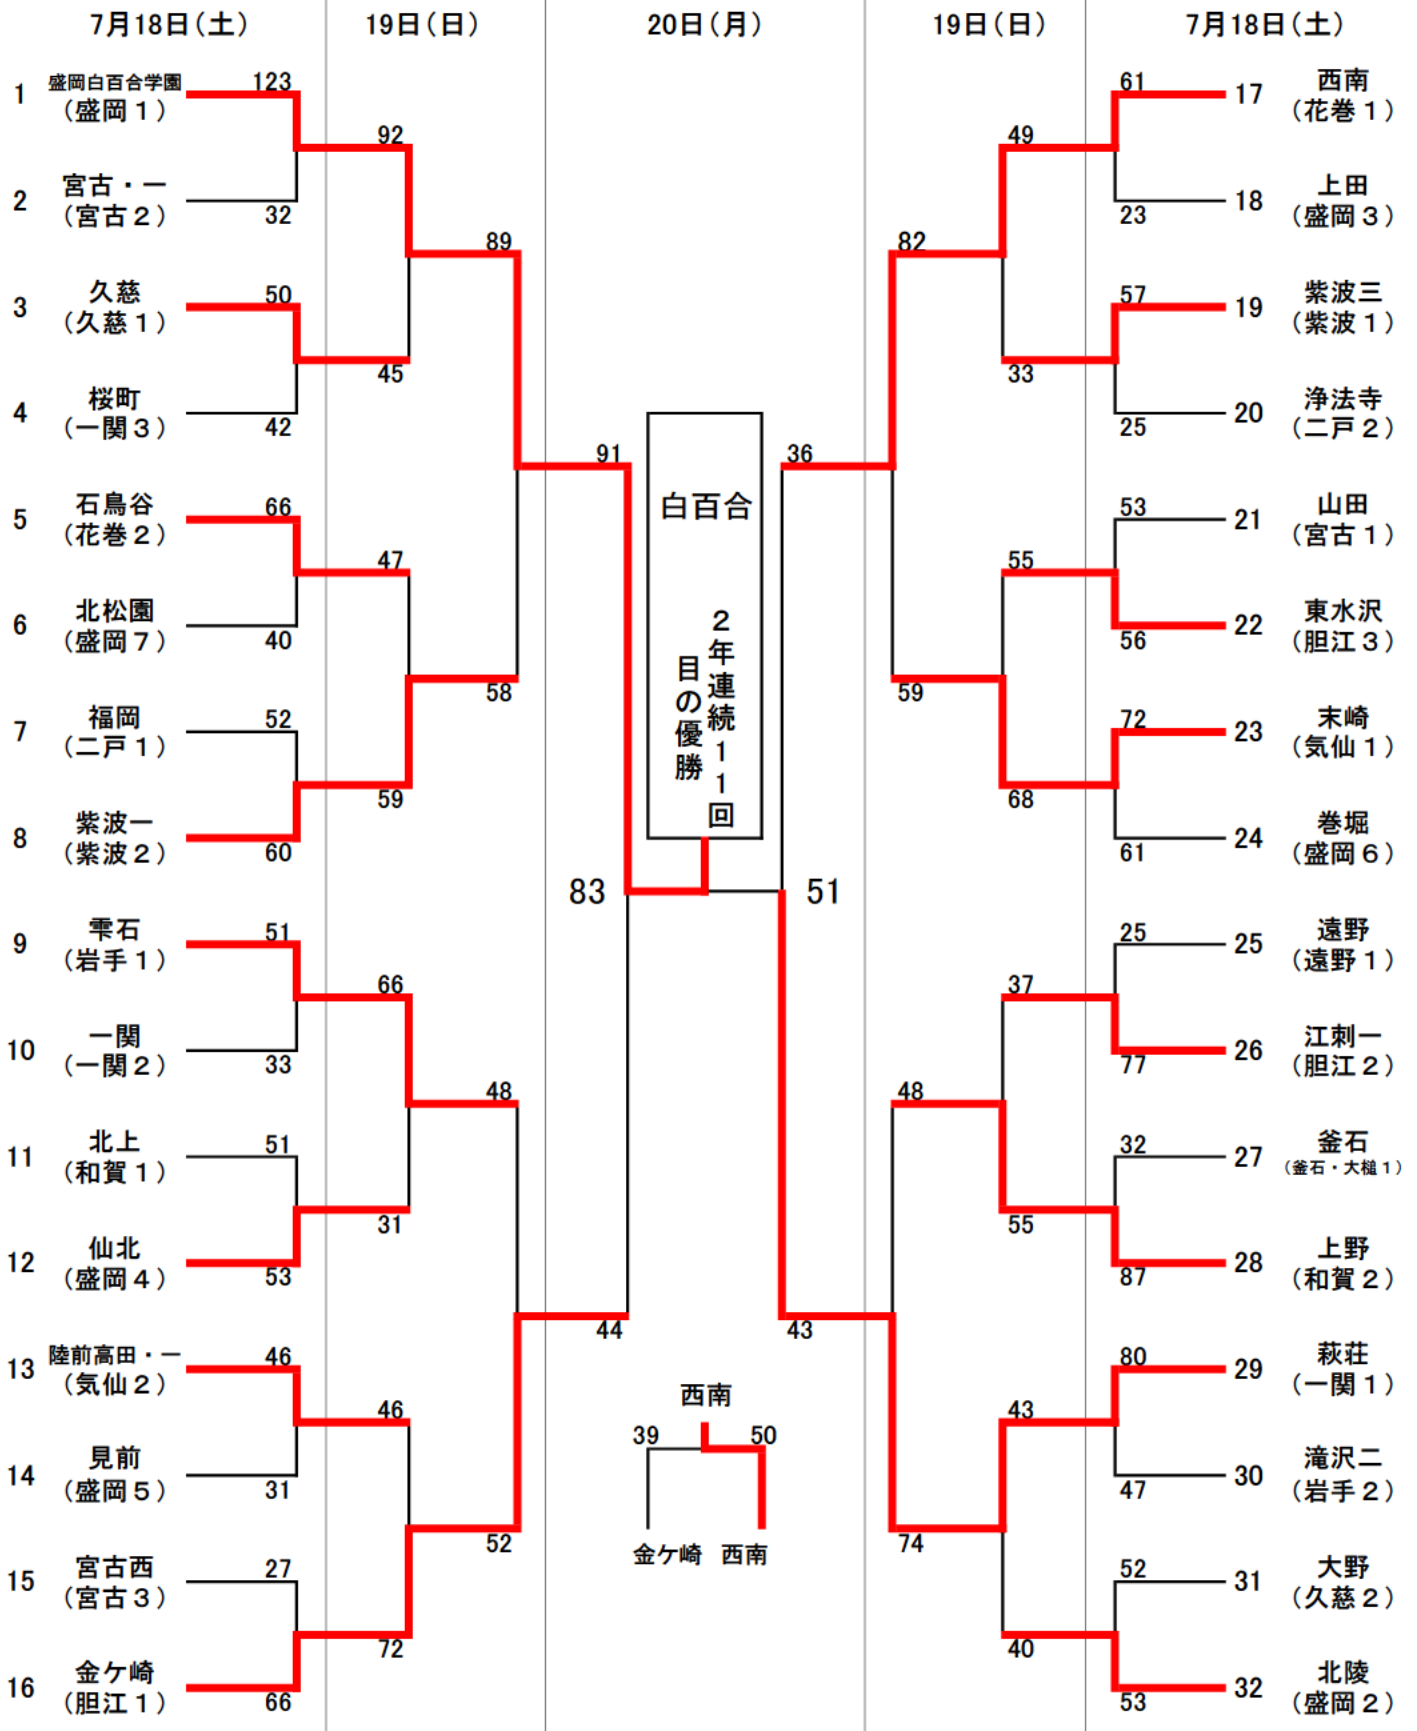 7月18日(土)
19日(日)
20日(月)
19日(日)
7月18日(土)
1
盛岡白百合学園
(盛岡1)
123
2
宮古・一
(宮古2)
32
92
3
久慈
(久慈1)
50
4
桜町
(一関3)
42
45
89
5
石鳥谷
(花巻2)
66
6
北松園
(盛岡7)
40
47
7
福岡
(二戸1)
52
8
紫波一
(紫波2)
60
59
58
91
9
雫石
(岩手1)
51
10
一関
(一関2)
33
66
11
北上
(和賀1)
51
12
仙北
(盛岡4)
53
31
48
13
陸前高田・一
(気仙2)
46
14
見前
(盛岡5)
31
46
15
宮古西
(宮古3)
27
16
金ケ崎
(胆江1)
66
72
52
44
83
白百合
2年連続11回
目の優勝
51
西南
39
50
金ケ崎
西南
36
43
82
59
48
74
49
33
55
68
37
55
43
40
61
17
西南
(花巻1)
23
18
上田
(盛岡3)
57
19
紫波三
(紫波1)
25
20
浄法寺
(二戸2)
53
21
山田
(宮古1)
56
22
東水沢
(胆江3)
72
23
末崎
(気仙1)
61
24
巻堀
(盛岡6)
25
25
遠野
(遠野1)
77
26
江刺一
(胆江2)
32
27
釜石
(釜石・大槌1)
87
28
上野
(和賀2)
80
29
萩荘
(一関1)
47
30
滝沢二
(岩手2)
52
31
大野
(久慈2)
53
32
北陵
(盛岡2)